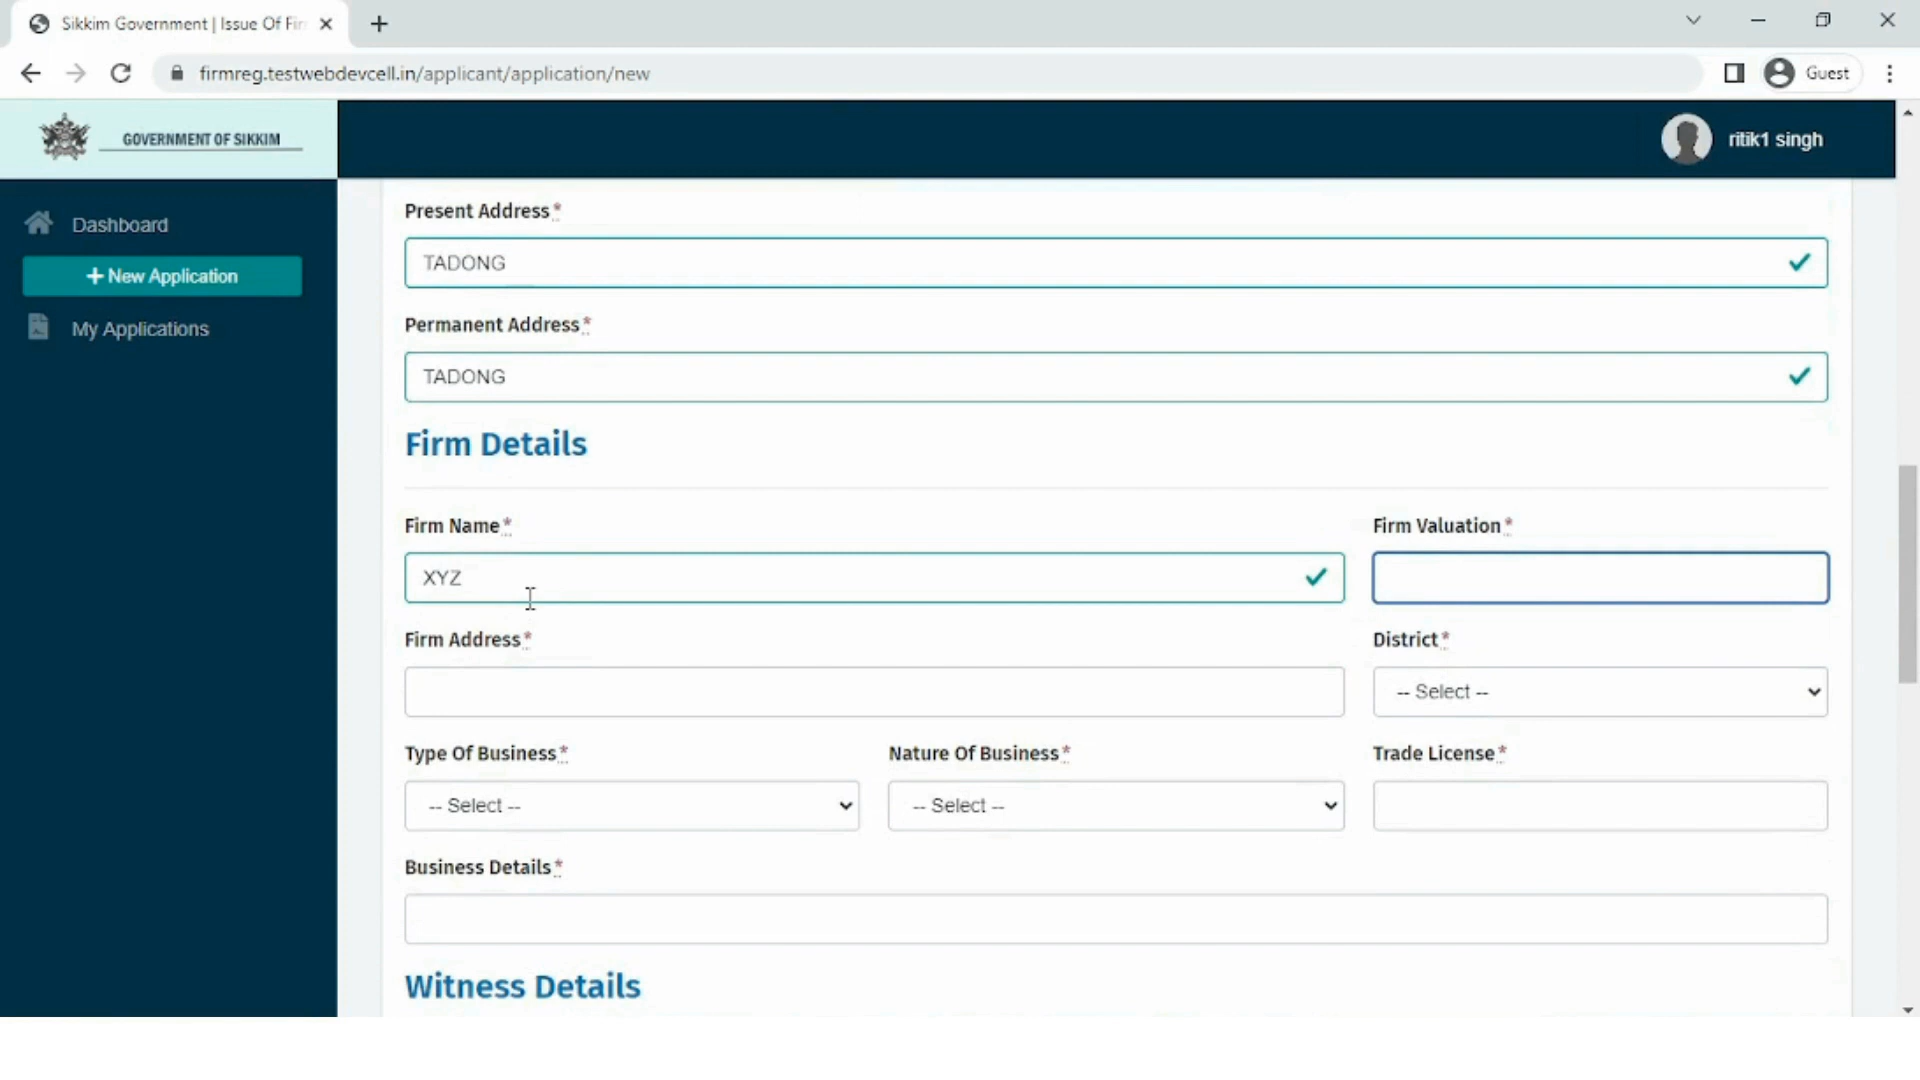 Sikkim Government | Issue Of Fir
firmreg.testwebdevcell.in/applicant/application/new
Guest
GOVERNMENT OF SIKKIM
ritik1 singh
Dashboard
+ New Application
My Applications
Present Address*
TADONG
Permanent Address*
TADONG
Firm Details
Firm Name* Firm Valuation*
XYZ
Firm Address* District*
-- Select --
Type Of Business* Nature Of Business* Trade License*
-- Select -- -- Select --
Business Details*
Witness Details